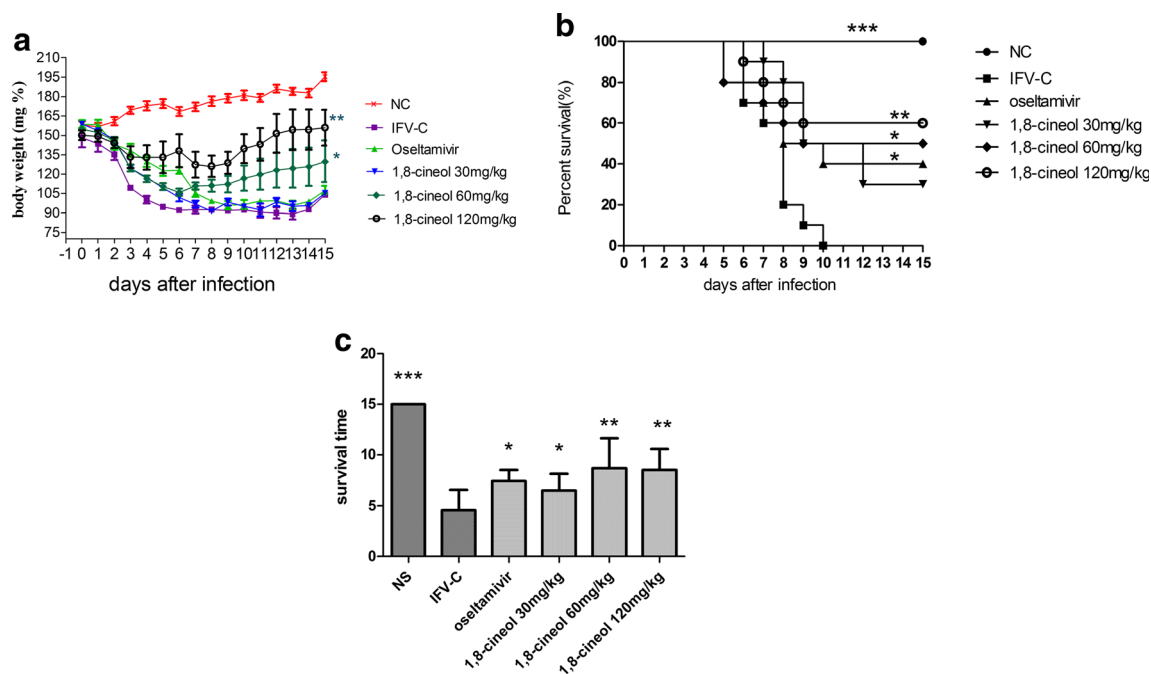 a
body weight (mg %)
210
195
180
165
150
135
120
105
90
75
-1 0 1 2 3 4 5 6 7 8 9 10 11 12 13 14 15
days after infection
**
*
NC
IFV-C
Oseltamivir
1,8-cineol 30mg/kg
1,8-cineol 60mg/kg
1,8-cineol 120mg/kg
b
Percent survival(%)
100
80
60
40
20
0
0 1 2 3 4 5 6 7 8 9 10 11 12 13 14 15
days after infection
***
**
*
*
NC
IFV-C
oseltamivir
1,8-cineol 30mg/kg
1,8-cineol 60mg/kg
1,8-cineol 120mg/kg
c
survival time
20
15
10
5
0
***
*
*
**
**
NS
IFV-C
oseltamivir
1,8-cineol 30mg/kg
1,8-cineol 60mg/kg
1,8-cineol 120mg/kg